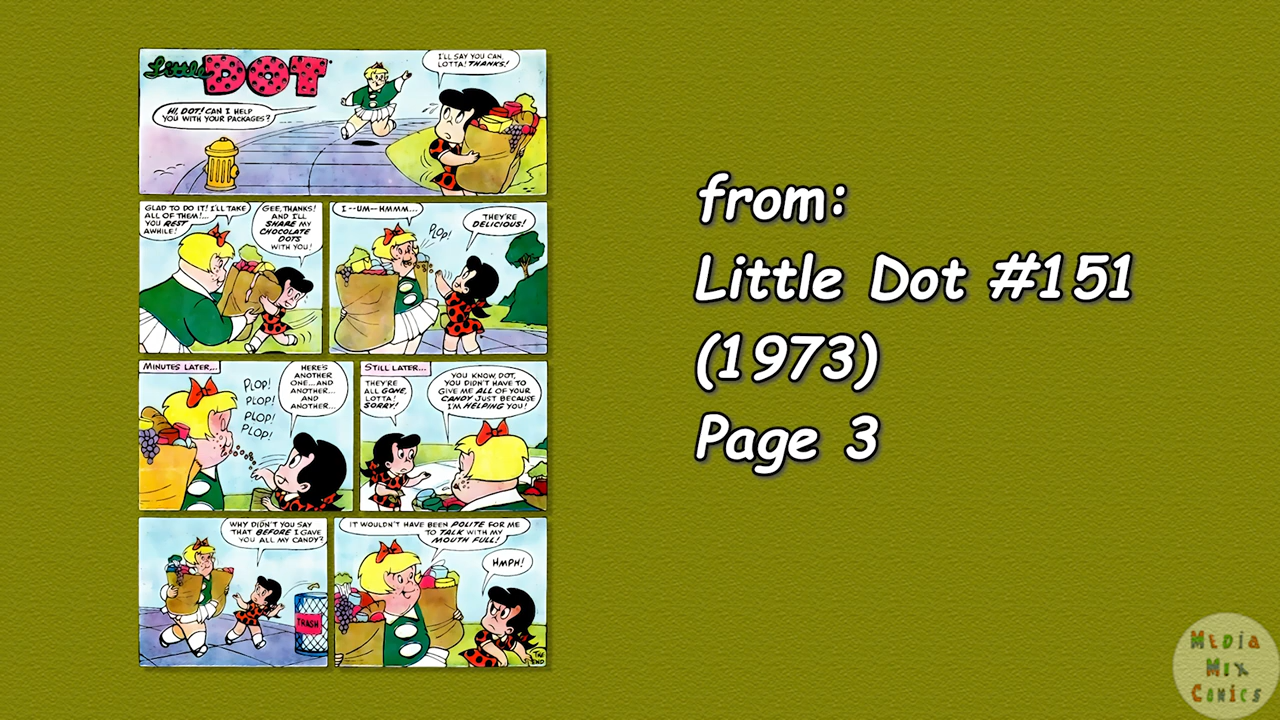 Little DOT
I'LL SAY YOU CAN,
LOTTA! THANKS!
HI, DOT! CAN I HELP
YOU WITH YOUR PACKAGES?
GLAD TO DO IT! I'LL TAKE
ALL OF THEM!...
YOU REST
AWHILE!
GEE, THANKS!
AND I'LL
SHARE MY
CHOCOLATE
DOTS
WITH YOU!
I--UM--HMMM...
PLOP!
THEY'RE
DELICIOUS!
MINUTES LATER...
PLOP!
PLOP!
PLOP!
PLOP!
HERE'S
ANOTHER
ONE...AND
ANOTHER...
AND
ANOTHER...
STILL LATER...
THEY'RE
ALL GONE,
LOTTA!
SORRY!
YOU KNOW, DOT,
YOU DIDN'T HAVE TO
GIVE ME ALL OF YOUR
CANDY JUST BECAUSE
I'M HELPING YOU!
WHY DIDN'T YOU SAY
THAT BEFORE I GAVE
YOU ALL MY CANDY?
TRASH
IT WOULDN'T HAVE BEEN POLITE FOR ME
TO TALK WITH MY
MOUTH FULL!
HMPH!
THE
END
from:
Little Dot #151
(1973)
Page 3
MEDIA
MIX
COMICS